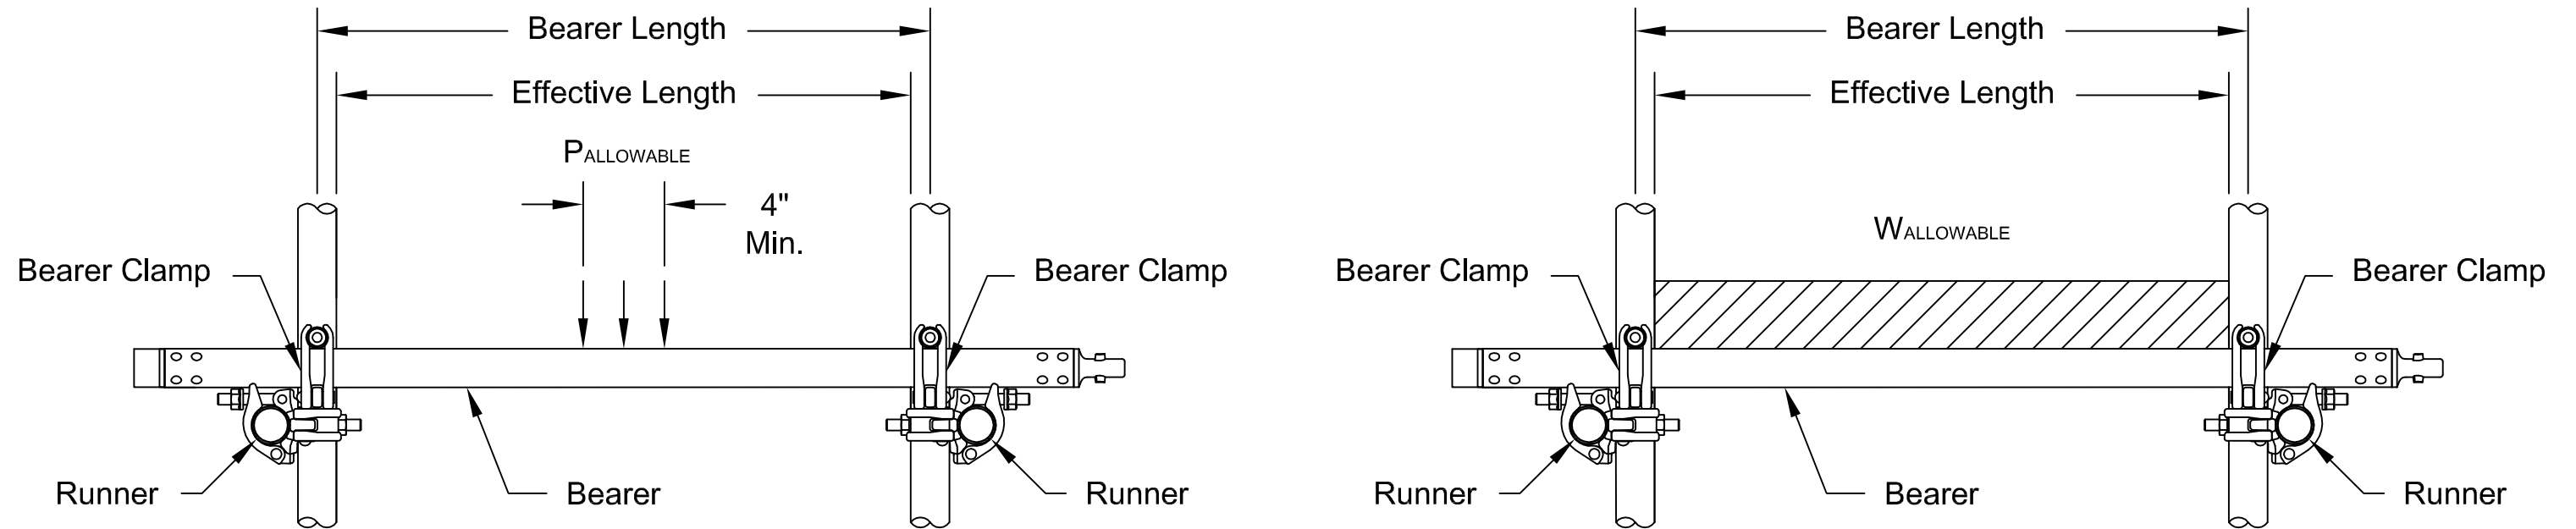 Bearer Length
Effective Length
PALLOWABLE
4"
Min.
Bearer Clamp
Bearer Clamp
Runner
Bearer
Runner
Bearer Length
Effective Length
WALLOWABLE
Bearer Clamp
Bearer Clamp
Runner
Bearer
Runner